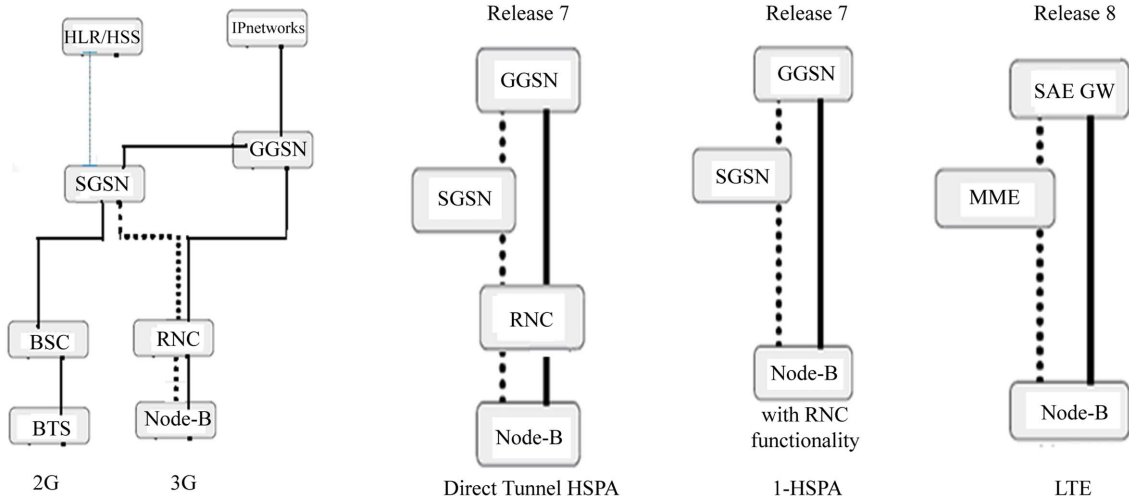 HLR/HSS
IPnetworks
GGSN
SGSN
BSC
RNC
BTS
Node-B
2G
3G
Release 7
GGSN
SGSN
RNC
Node-B
Direct Tunnel HSPA
Release 7
GGSN
SGSN
Node-B
with RNC
functionality
1-HSPA
Release 8
SAE GW
MME
Node-B
LTE